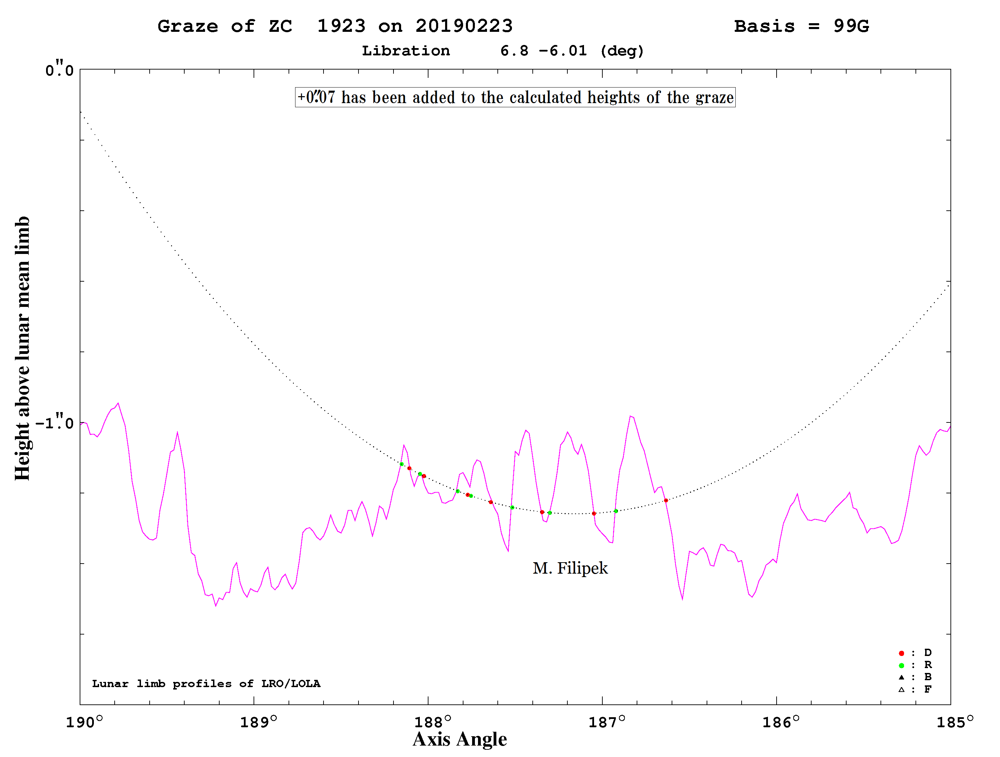 Graze of ZC 1923 on 20190223 Basis = 99G
Libration 6.8 -6.01 (deg)
0."0
+0."07 has been added to the calculated heights of the graze
Height above lunar mean limb
-1."0
M. Filipek
: D
: R
: B
: F
Lunar limb profiles of LRO/LOLA
190° 189° 188° 187° 186° 185°
Axis Angle